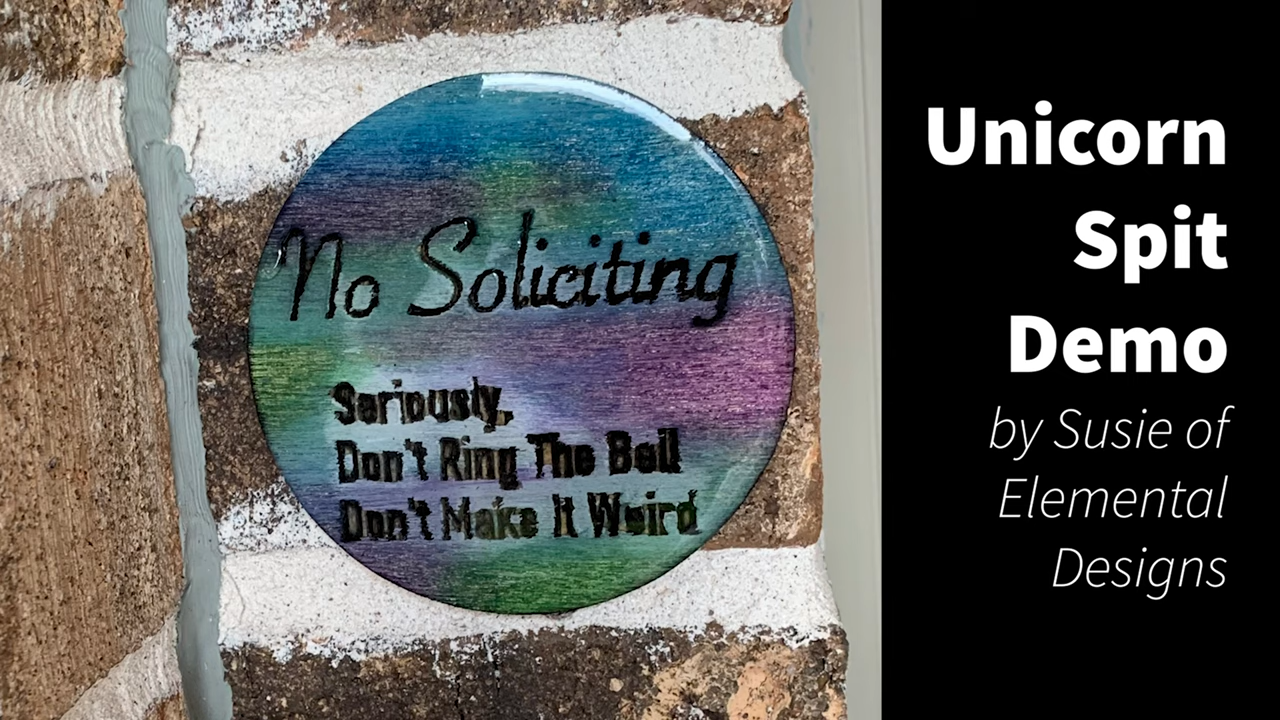 No Soliciting
Seriously,
Don't Ring The Bell
Don't Make It Weird
Unicorn
Spit
Demo
by Susie of
Elemental
Designs